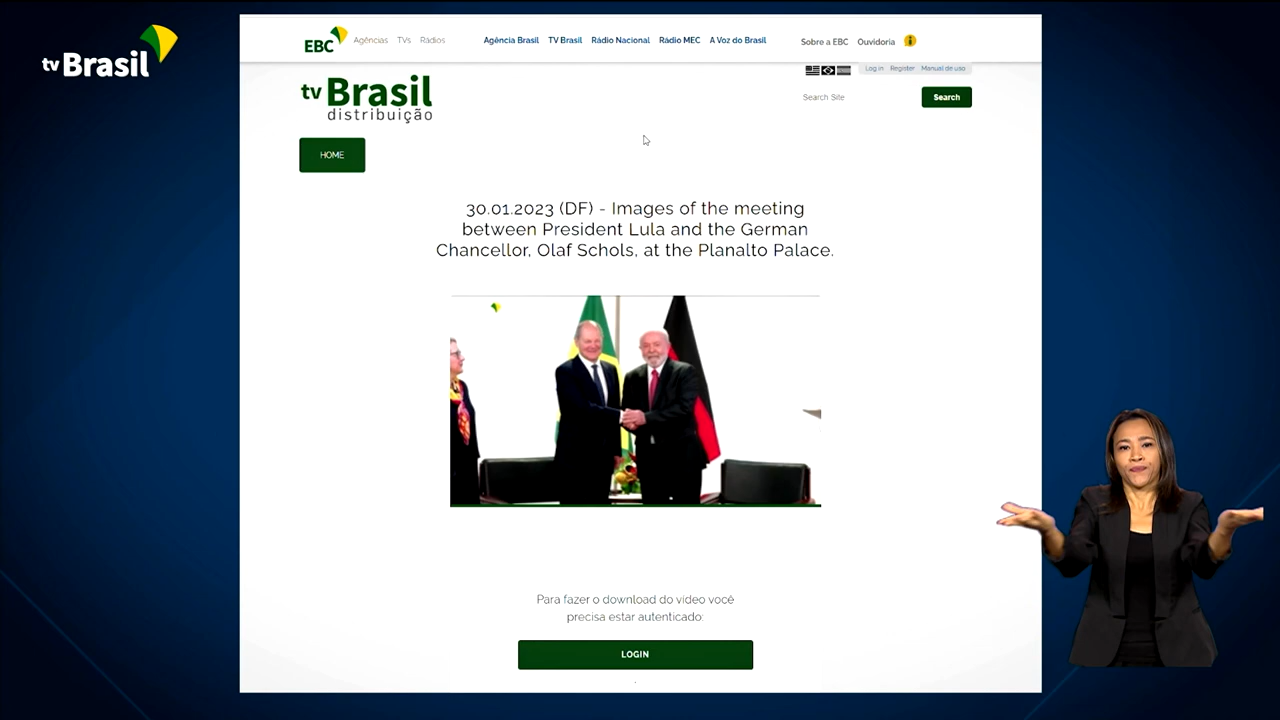 tv Brasil
EBC Agências TVs Rádios Agência Brasil TV Brasil Rádio Nacional Rádio MEC A Voz do Brasil Sobre a EBC Ouvidoria
Log in Register Manual de uso
tv Brasil
distribuição
Search Site Search
HOME
30.01.2023 (DF) - Images of the meeting
between President Lula and the German
Chancellor, Olaf Schols, at the Planalto Palace.
Para fazer o download do vídeo você
precisa estar autenticado:
LOGIN